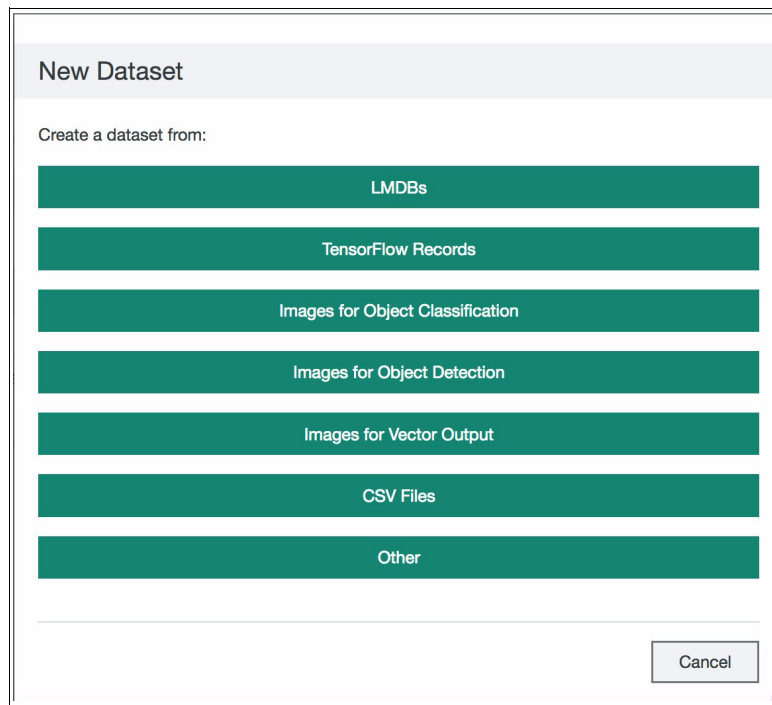 New Dataset
Create a dataset from:
LMDBs
TensorFlow Records
Images for Object Classification
Images for Object Detection
Images for Vector Output
CSV Files
Other
Cancel